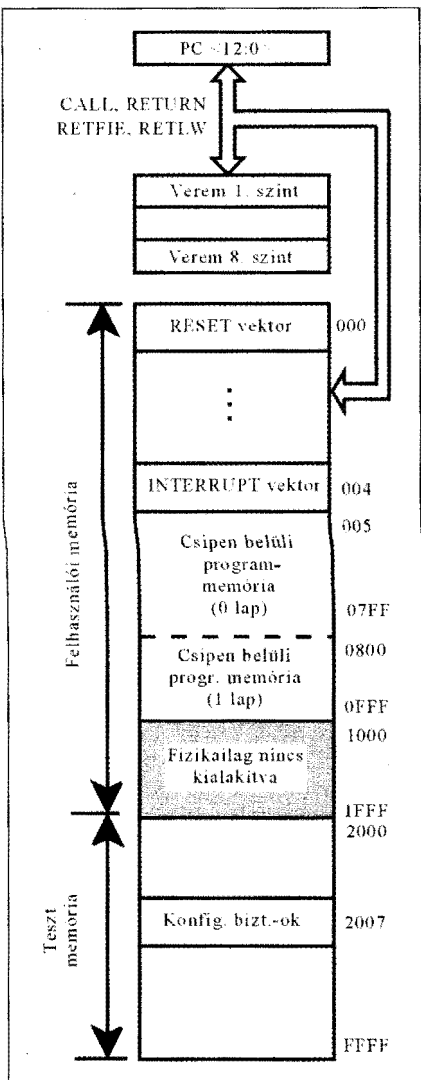 PC <12:0>
CALL, RETURN
RETFIE, RETLW
Verem 1. szint
Verem 8. szint
RESET vektor
000
INTERRUPT vektor
004
005
Csipen belüli
program-
memória
(0 lap)
07FF
0800
Csipen belüli
progr. memória
(1 lap)
0FFF
1000
Fizikailag nincs
kialakítva
1FFF
2000
Konfig. bizt.-ok
2007
FFFF
Felhasználói memória
Teszt
memória